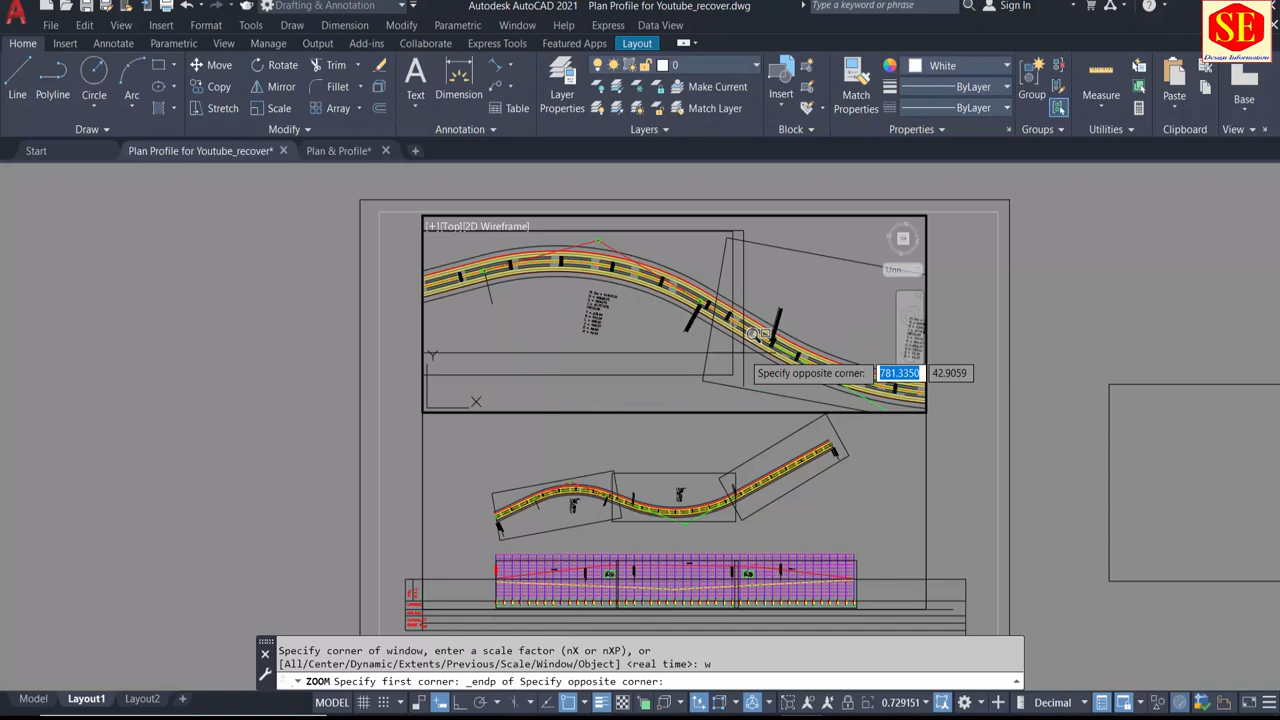 Drafting & Annotation
Autodesk AutoCAD 2021 Plan Profile for Youtube_recover.dwg
Type a keyword or phrase
Sign In
SE
Design Information
File Edit View Insert Format Tools Draw Dimension Modify Parametric Window Help Express Data View
Home Insert Annotate Parametric View Manage Output Add-ins Collaborate Express Tools Featured Apps Layout
Line Polyline Circle Arc
Move Rotate Trim
Copy Mirror Fillet
Stretch Scale Array
Text Dimension Table
Layer
Properties
0
Make Current
Match Layer
Insert
Match
Properties
White
ByLayer
ByLayer
Group
Measure
Paste
Base
Draw Modify Annotation Layers Block Properties Groups Utilities Clipboard View
Start Plan Profile for Youtube_recover* Plan & Profile*
[+][Top][2D Wireframe]
N
Unn
Y
X
Specify opposite corner: 781.3350 42.9059
Specify corner of window, enter a scale factor (nX or nXP), or
[All/Center/Dynamic/Extents/Previous/Scale/Window/Object] <real time>: w
ZOOM Specify first corner: _endp of Specify opposite corner:
Model Layout1 Layout2
MODEL
0.729151
Decimal